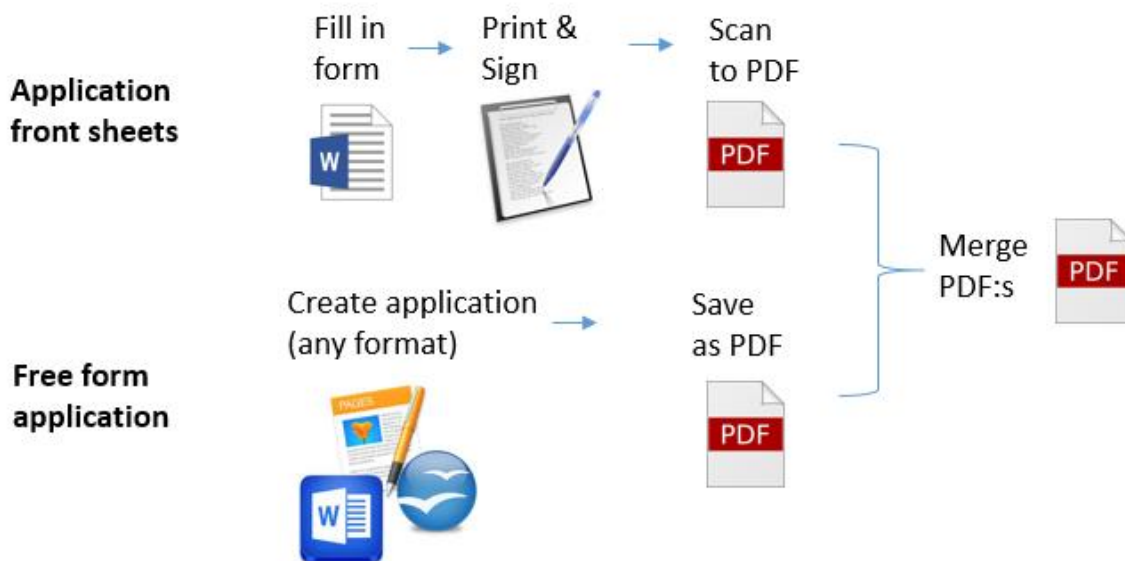 Application
front sheets
Fill in
form
W
Print &
Sign
Scan
to PDF
PDF
Merge
PDF:s
PDF
Free form
application
Create application
(any format)
PAGES
W
Save
as PDF
PDF